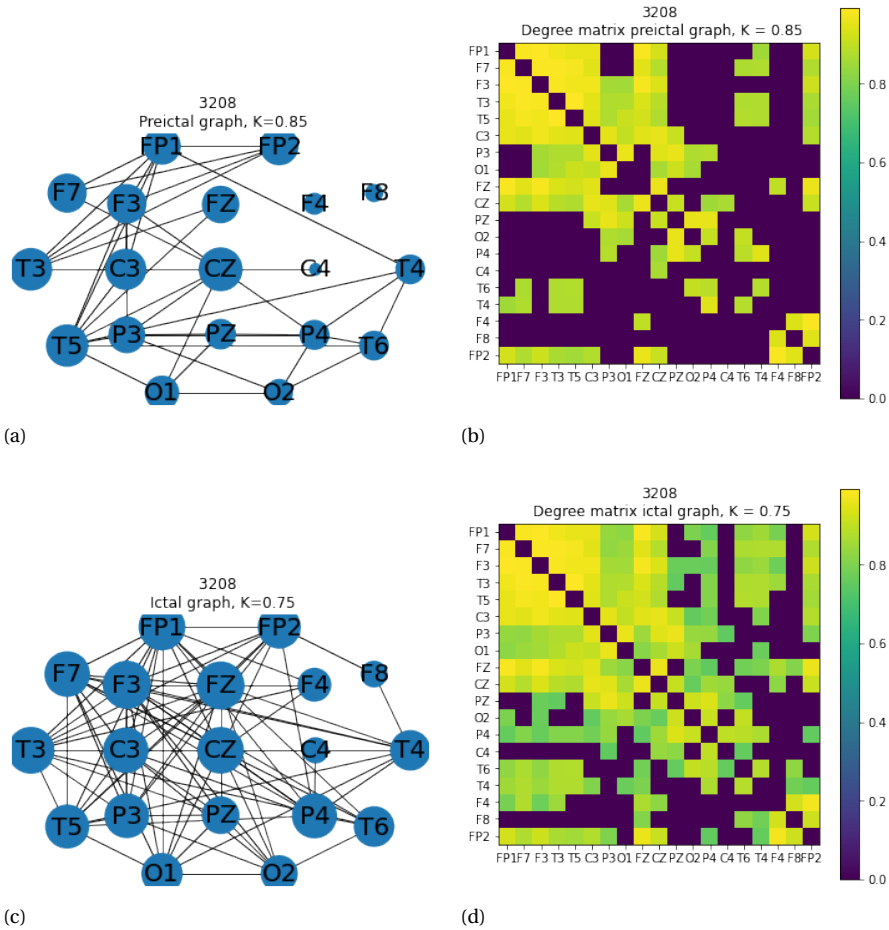 3208
Preictal graph, K=0.85
FP1 FP2
F7 F3 FZ F4 F8
T3 C3 CZ C4 T4
T5 P3 PZ P4 T6
O1 O2
(a)
3208
Degree matrix preictal graph, K = 0.85
FP1
F7
F3
T3
T5
C3
P3
O1
FZ
CZ
PZ
O2
P4
C4
T6
T4
F4
F8
FP2
FP1 F7 F3 T3 T5 C3 P3 O1 FZ CZ PZ O2 P4 C4 T6 T4 F4 F8 FP2
0.8
0.6
0.4
0.2
0.0
(b)
3208
Ictal graph, K=0.75
FP1 FP2
F7 F3 FZ F4 F8
T3 C3 CZ C4 T4
T5 P3 PZ P4 T6
O1 O2
(c)
3208
Degree matrix ictal graph, K = 0.75
FP1
F7
F3
T3
T5
C3
P3
O1
FZ
CZ
PZ
O2
P4
C4
T6
T4
F4
F8
FP2
FP1 F7 F3 T3 T5 C3 P3 O1 FZ CZ PZ O2 P4 C4 T6 T4 F4 F8 FP2
0.8
0.6
0.4
0.2
0.0
(d)